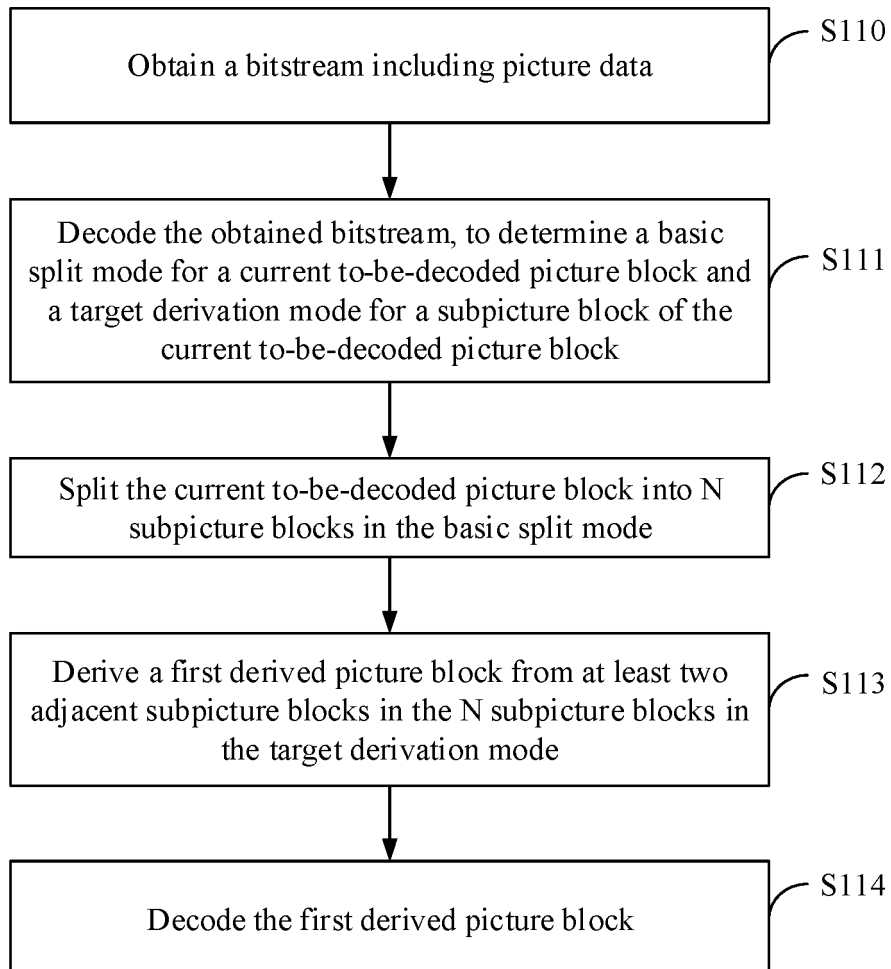 Obtain a bitstream including picture data
S110
Decode the obtained bitstream, to determine a basic
split mode for a current to-be-decoded picture block and
a target derivation mode for a subpicture block of the
current to-be-decoded picture block
S111
Split the current to-be-decoded picture block into N
subpicture blocks in the basic split mode
S112
Derive a first derived picture block from at least two
adjacent subpicture blocks in the N subpicture blocks in
the target derivation mode
S113
Decode the first derived picture block
S114